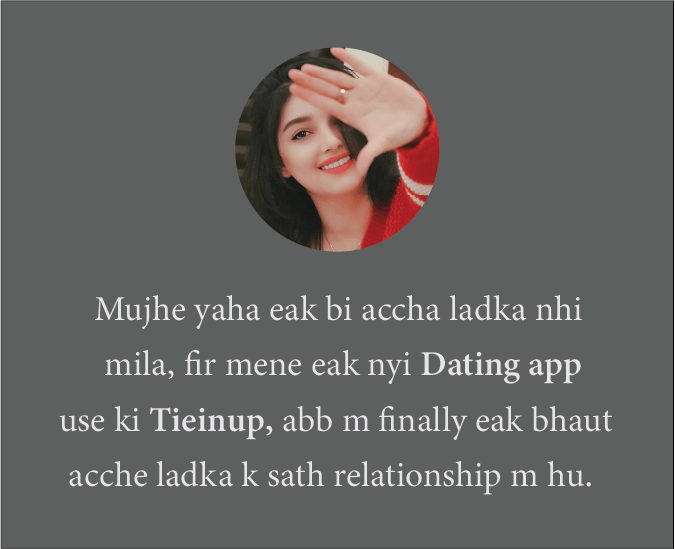 Mujhe yaha eak bi accha ladka nhi
mila, fir mene eak nyi Dating app
use ki Tieinup, abb m finally eak bhaut
acche ladka k sath relationship m hu.